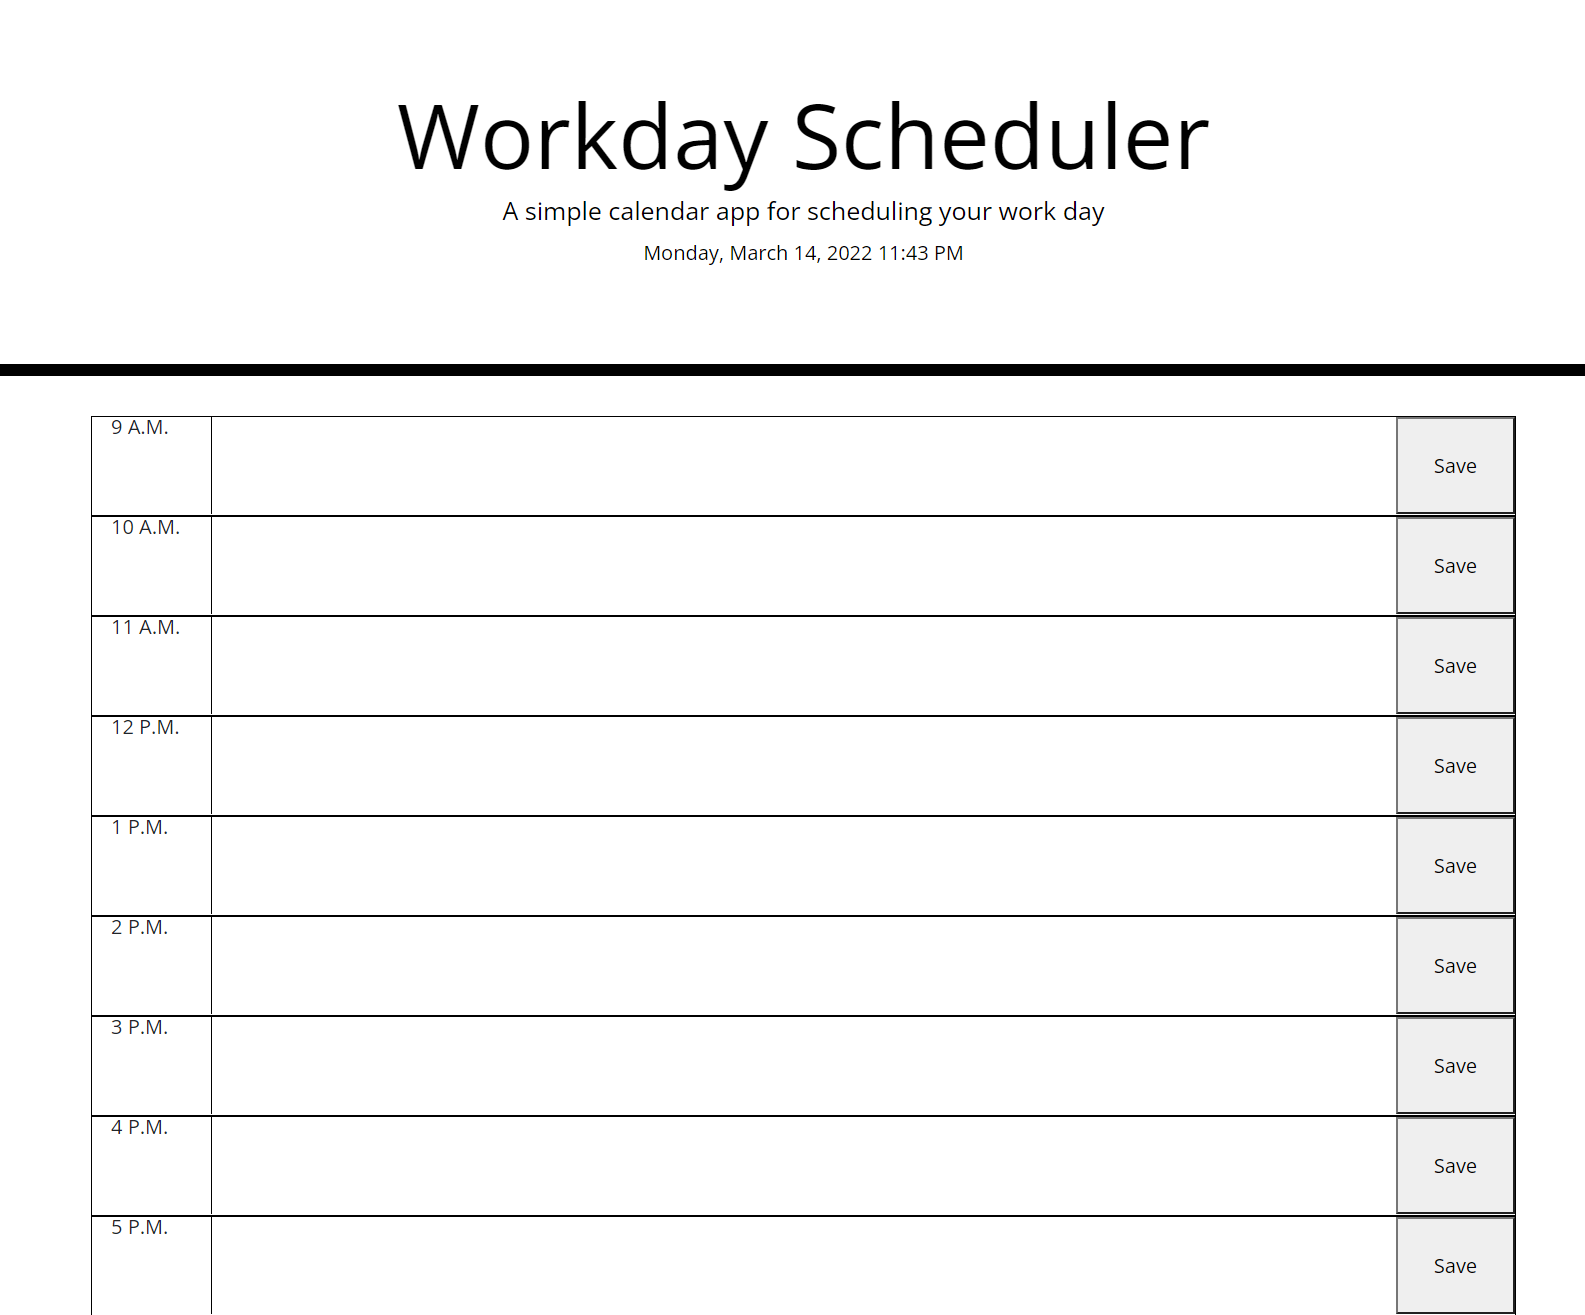 Workday Scheduler
A simple calendar app for scheduling your work day
Monday, March 14, 2022 11:43 PM
9 A.M.
Save
10 A.M.
Save
11 A.M.
Save
12 P.M.
Save
1 P.M.
Save
2 P.M.
Save
3 P.M.
Save
4 P.M.
Save
5 P.M.
Save